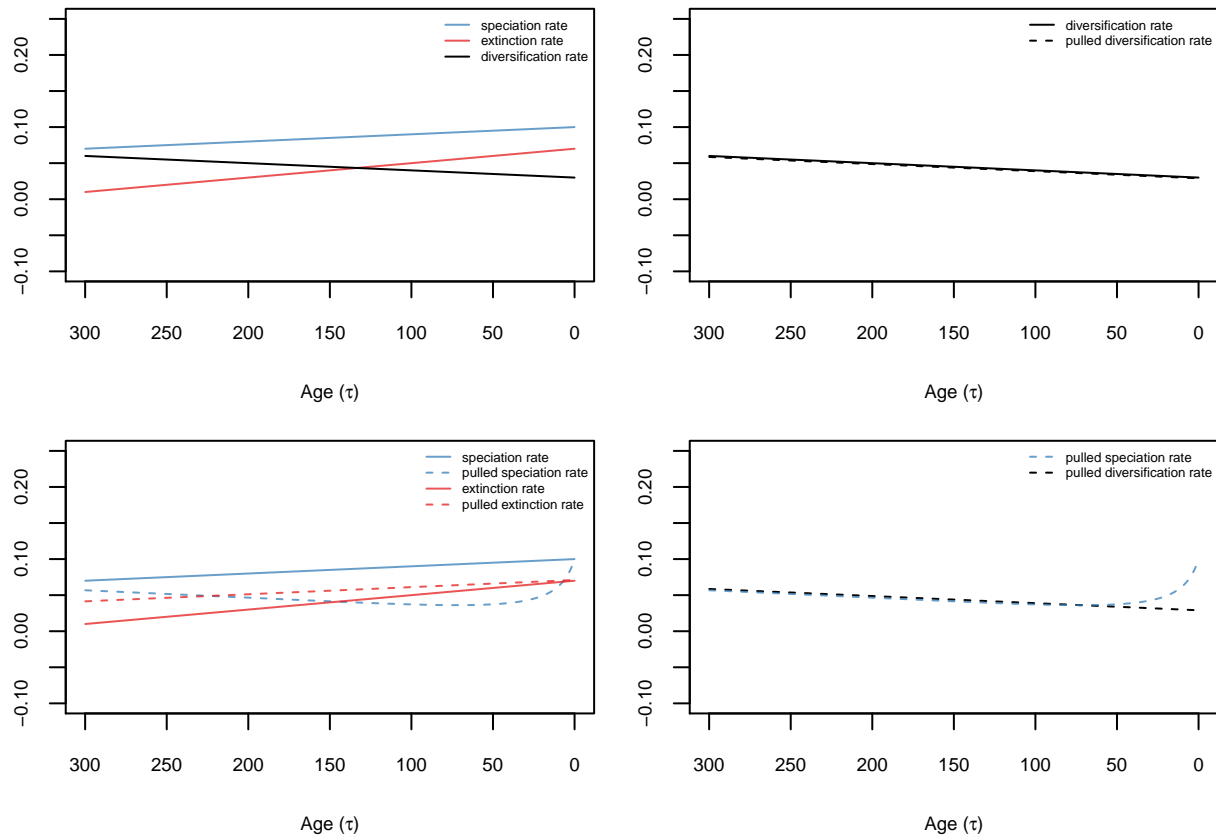 speciation rate
extinction rate
diversification rate
0.20
0.10
0.00
−0.10
300 250 200 150 100 50 0
Age (τ)
diversification rate
pulled diversification rate
0.20
0.10
0.00
−0.10
300 250 200 150 100 50 0
Age (τ)
speciation rate
pulled speciation rate
extinction rate
pulled extinction rate
0.20
0.10
0.00
−0.10
300 250 200 150 100 50 0
Age (τ)
pulled speciation rate
pulled diversification rate
0.20
0.10
0.00
−0.10
300 250 200 150 100 50 0
Age (τ)